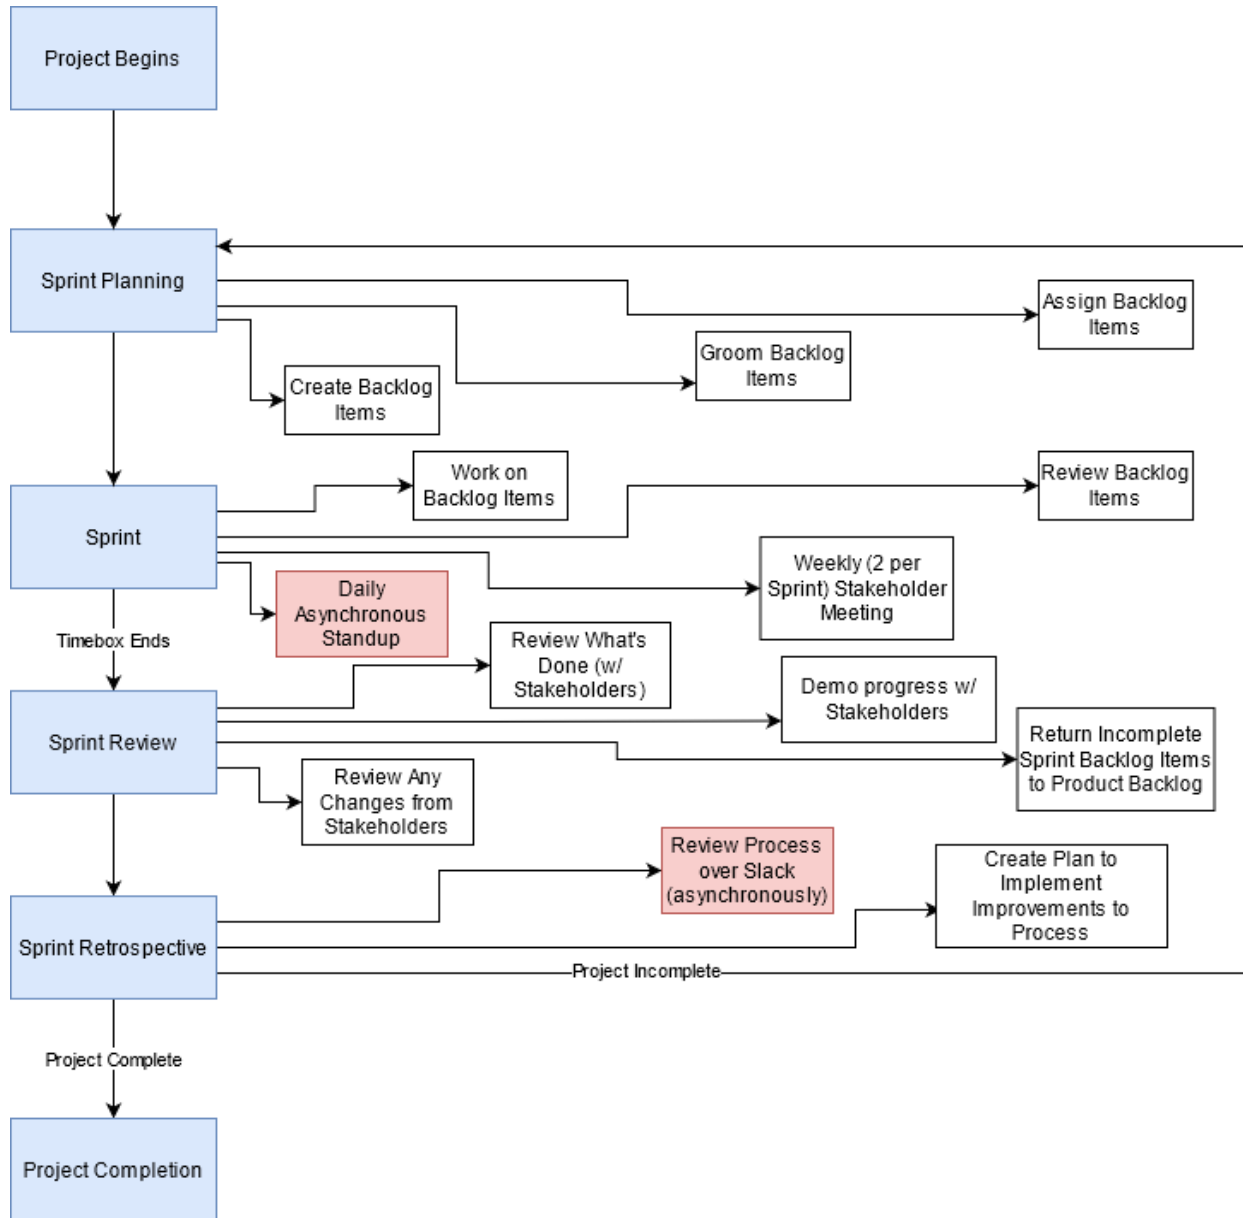 Project Begins
Sprint Planning
Assign Backlog
Items
Groom Backlog
Items
Create Backlog
Items
Work on
Backlog Items
Review Backlog
Items
Sprint
Weekly (2 per
Sprint) Stakeholder
Meeting
Daily
Asynchronous
Standup
Timebox Ends
Review What's
Done (w/
Stakeholders)
Demo progress w/
Stakeholders
Sprint Review
Return Incomplete
Sprint Backlog Items
to Product Backlog
Review Any
Changes from
Stakeholders
Review Process
over Slack
(asynchronously)
Create Plan to
Implement
Improvements to
Process
Sprint Retrospective
Project Incomplete
Project Complete
Project Completion